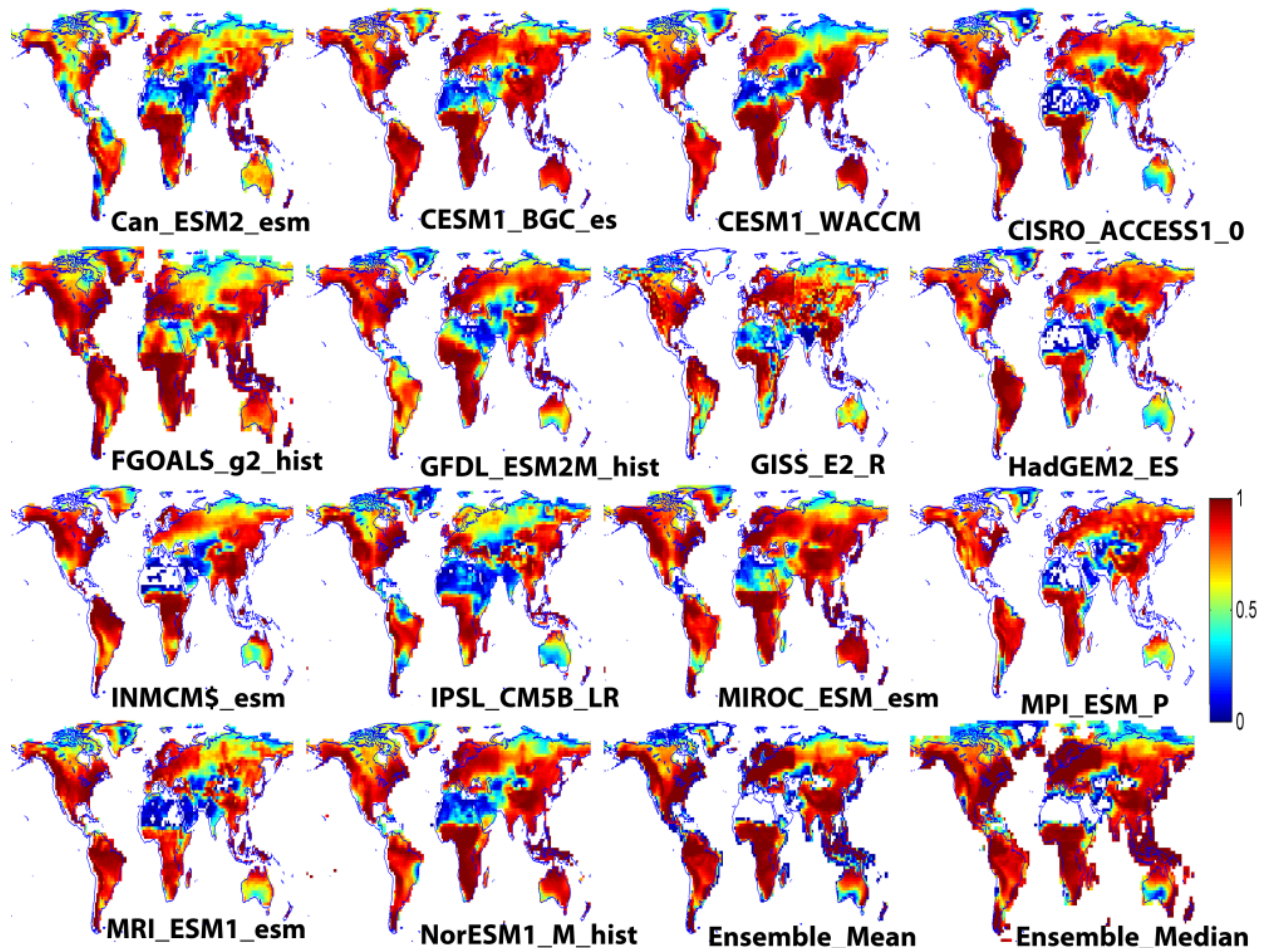 Can_ESM2_esm
CESM1_BGC_es
CESM1_WACCM
CISRO_ACCESS1_0
FGOALS_g2_hist
GFDL_ESM2M_hist
GISS_E2_R
HadGEM2_ES
1
0.5
0
INMCM$_esm
IPSL_CM5B_LR
MIROC_ESM_esm
MPI_ESM_P
MRI_ESM1_esm
NorESM1_M_hist
Ensemble_Mean
Ensemble_Median